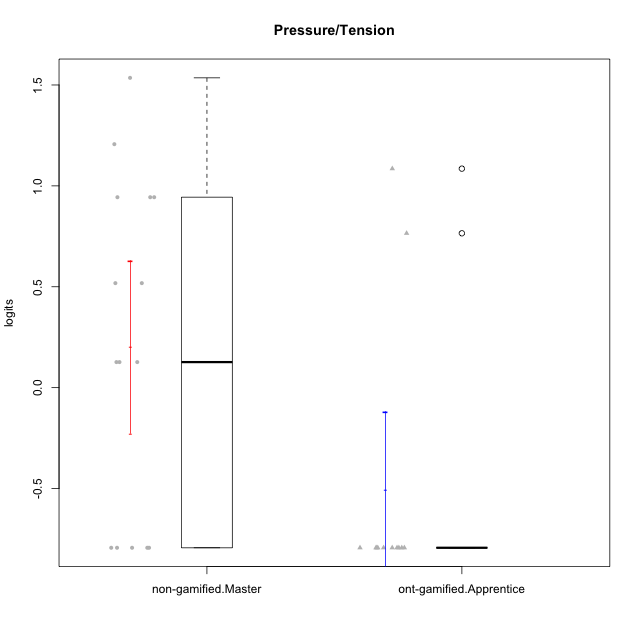 Pressure/Tension
1.5
1.0
0.5
0.0
-0.5
logits
non-gamified.Master
ont-gamified.Apprentice